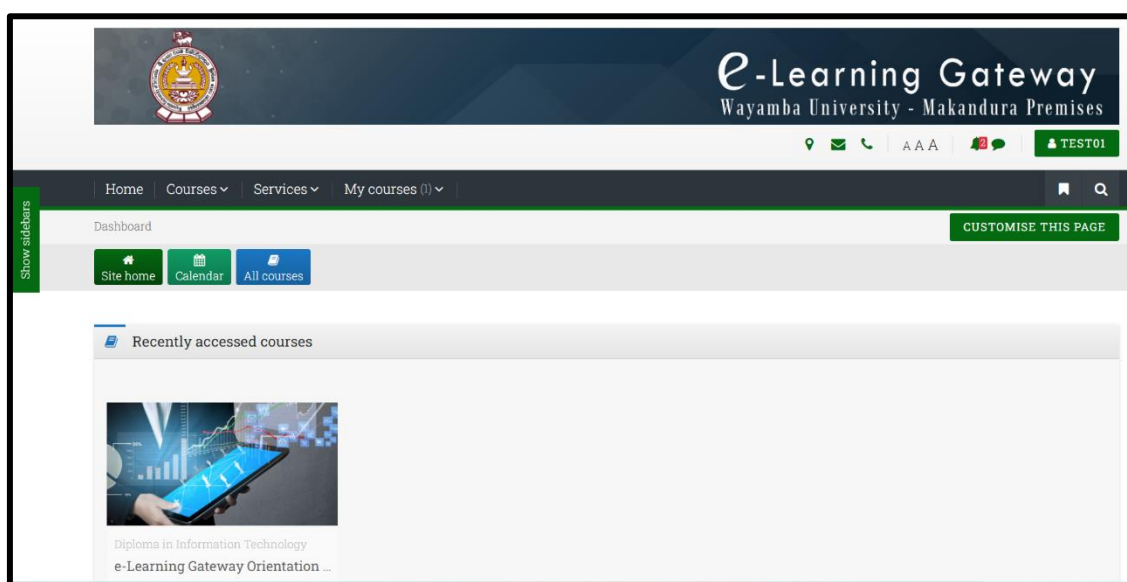 e-Learning Gateway
Wayamba University - Makandura Premises
A A A
2
TEST01
Home
Courses
Services
My courses (1)
Show sidebars
Dashboard
CUSTOMISE THIS PAGE
Site home
Calendar
All courses
Recently accessed courses
Diploma in Information Technology
e-Learning Gateway Orientation ...